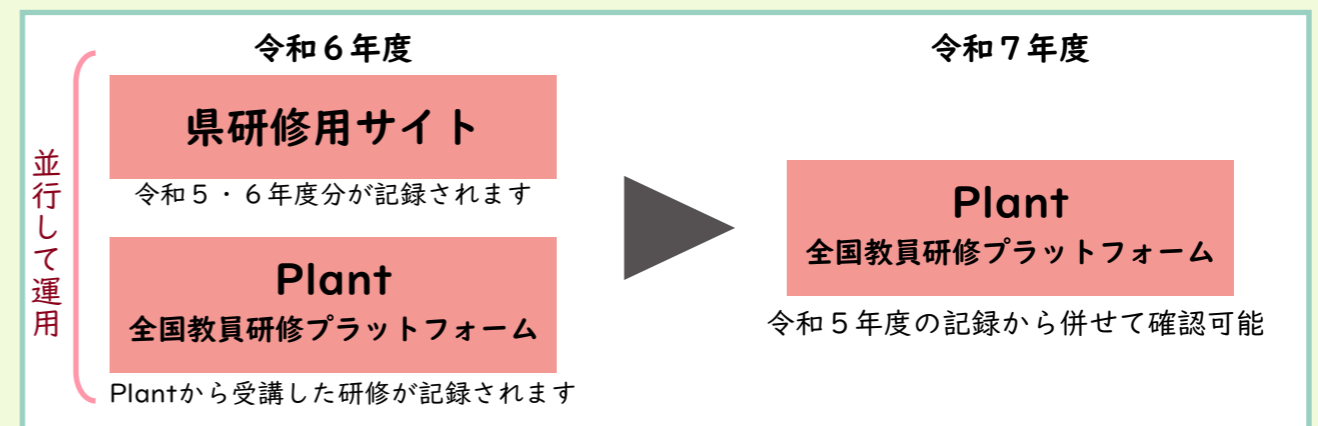 令和６年度
並行して運用
県研修用サイト
令和５・６年度分が記録されます
Plant
全国教員研修プラットフォーム
Plantから受講した研修が記録されます
令和７年度
Plant
全国教員研修プラットフォーム
令和５年度の記録から併せて確認可能